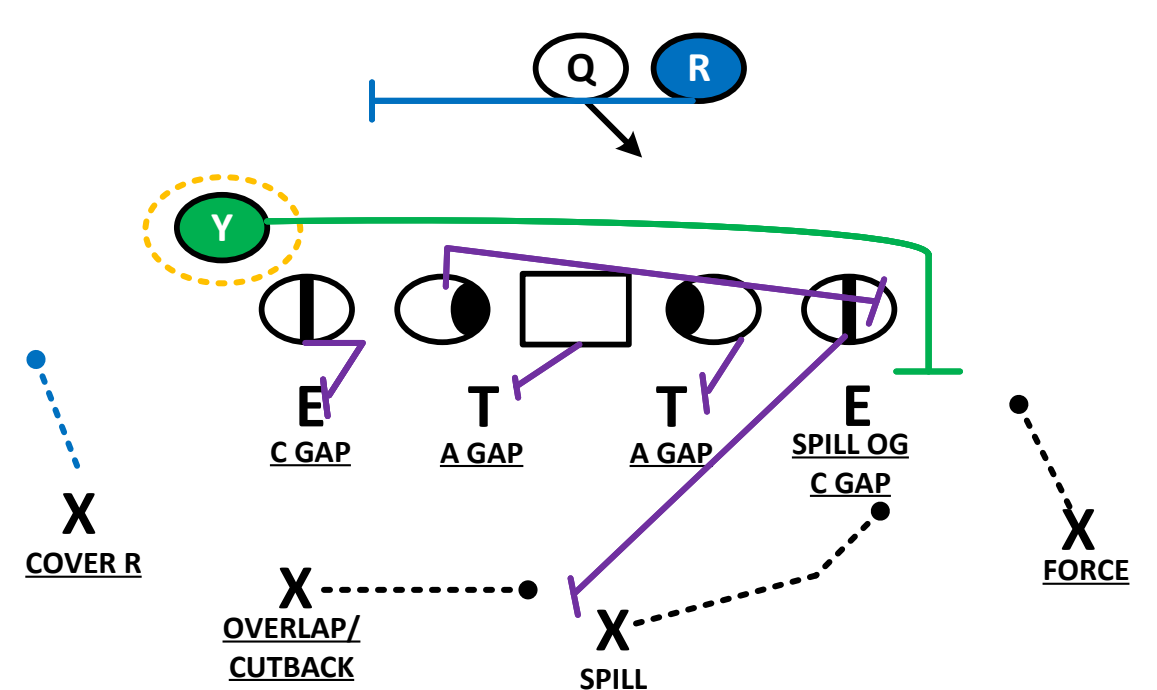 Q
R
Y
E
T
T
E
C GAP
A GAP
A GAP
SPILL OG
C GAP
X
COVER R
X
FORCE
X
OVERLAP/
CUTBACK
X
SPILL